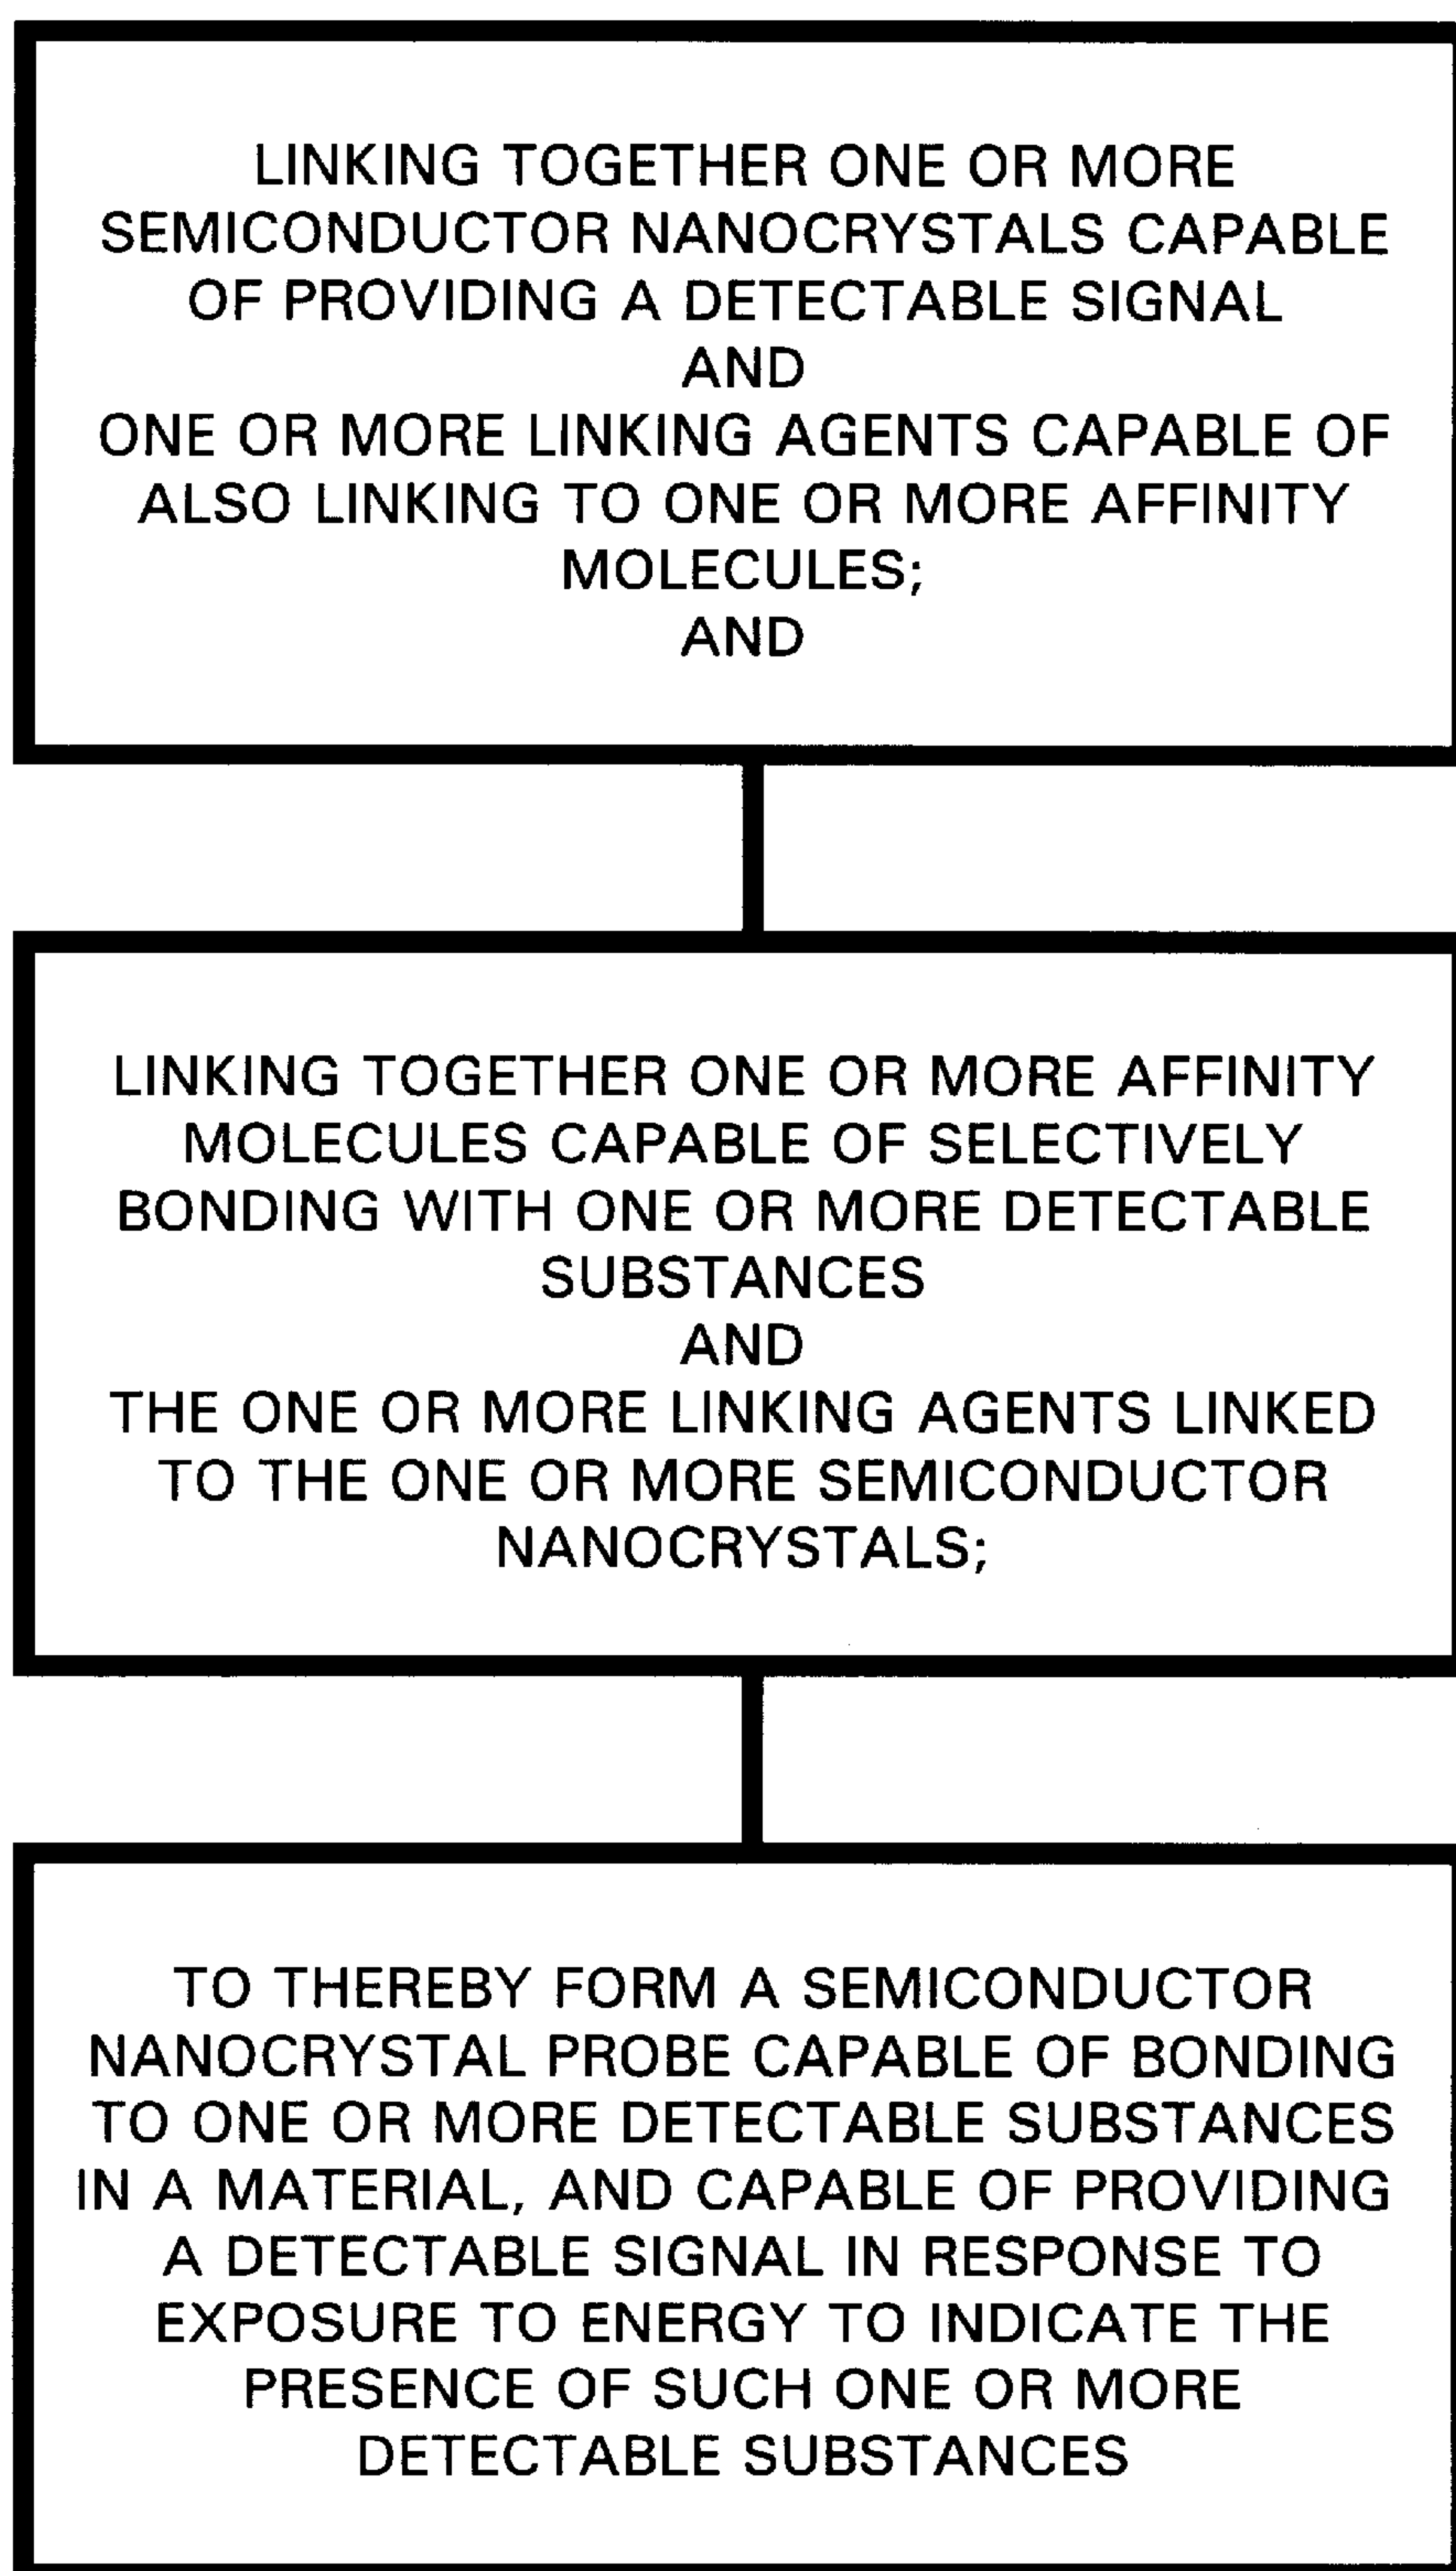 LINKING TOGETHER ONE OR MORE
SEMICONDUCTOR NANOCRYSTALS CAPABLE
OF PROVIDING A DETECTABLE SIGNAL
AND
ONE OR MORE LINKING AGENTS CAPABLE OF
ALSO LINKING TO ONE OR MORE AFFINITY
MOLECULES;
AND
LINKING TOGETHER ONE OR MORE AFFINITY
MOLECULES CAPABLE OF SELECTIVELY
BONDING WITH ONE OR MORE DETECTABLE
SUBSTANCES
AND
THE ONE OR MORE LINKING AGENTS LINKED
TO THE ONE OR MORE SEMICONDUCTOR
NANOCRYSTALS;
TO THEREBY FORM A SEMICONDUCTOR
NANOCRYSTAL PROBE CAPABLE OF BONDING
TO ONE OR MORE DETECTABLE SUBSTANCES
IN A MATERIAL, AND CAPABLE OF PROVIDING
A DETECTABLE SIGNAL IN RESPONSE TO
EXPOSURE TO ENERGY TO INDICATE THE
PRESENCE OF SUCH ONE OR MORE
DETECTABLE SUBSTANCES